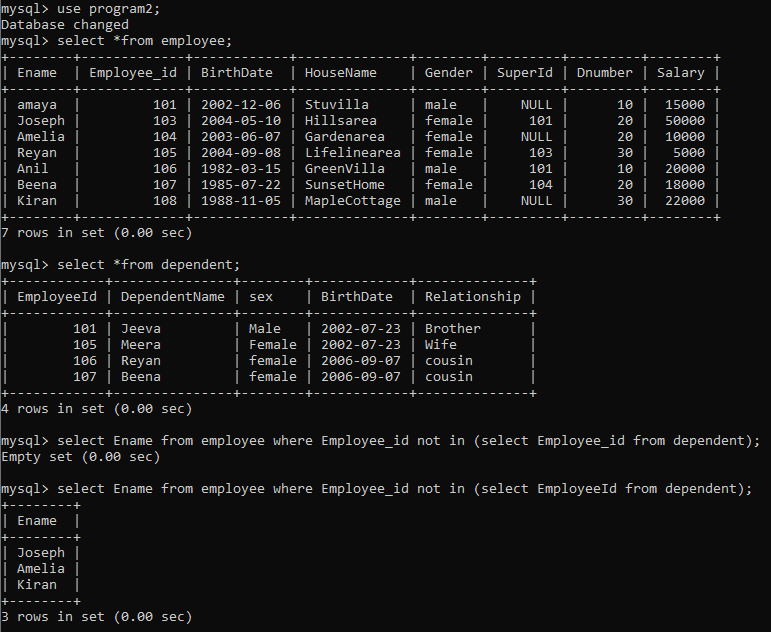 mysql> use program2;
Database changed
mysql> select *from employee;
+--------+-------------+------------+--------------+--------+---------+---------+--------+
| Ename  | Employee_id | BirthDate  | HouseName    | Gender | SuperId | Dnumber | Salary |
+--------+-------------+------------+--------------+--------+---------+---------+--------+
| amaya  |         101 | 2002-12-06 | Stuvilla     | male   |    NULL |      10 |  15000 |
| Joseph |         103 | 2004-05-10 | Hillsarea    | female |     101 |      20 |  50000 |
| Amelia |         104 | 2003-06-07 | Gardenarea   | female |    NULL |      20 |  10000 |
| Reyan  |         105 | 2004-09-08 | Lifelinearea | female |     103 |      30 |   5000 |
| Anil   |         106 | 1982-03-15 | GreenVilla   | male   |     101 |      10 |  20000 |
| Beena  |         107 | 1985-07-22 | SunsetHome   | female |     104 |      20 |  18000 |
| Kiran  |         108 | 1988-11-05 | MapleCottage | male   |    NULL |      30 |  22000 |
+--------+-------------+------------+--------------+--------+---------+---------+--------+
7 rows in set (0.00 sec)
mysql> select *from dependent;
+------------+---------------+--------+------------+--------------+
| EmployeeId | DependentName | sex    | BirthDate  | Relationship |
+------------+---------------+--------+------------+--------------+
|        101 | Jeeva         | Male   | 2002-07-23 | Brother      |
|        105 | Meera         | Female | 2002-07-23 | Wife         |
|        106 | Reyan         | female | 2006-09-07 | cousin       |
|        107 | Beena         | female | 2006-09-07 | cousin       |
+------------+---------------+--------+------------+--------------+
4 rows in set (0.00 sec)
mysql> select Ename from employee where Employee_id not in (select Employee_id from dependent);
Empty set (0.00 sec)
mysql> select Ename from employee where Employee_id not in (select EmployeeId from dependent);
+--------+
| Ename  |
+--------+
| Joseph |
| Amelia |
| Kiran  |
+--------+
3 rows in set (0.00 sec)